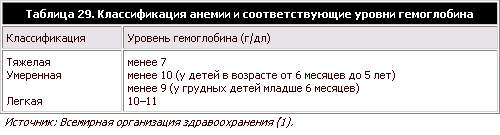 Таблица 29. Классификация анемии и соответствующие уровни гемоглобина
Классификация Уровень гемоглобина (г/дл)
Тяжелая менее 7
Умеренная менее 10 (у детей в возрасте от 6 месяцев до 5 лет)
менее 9 (у грудных детей младше 6 месяцев)
Легкая 10–11
Источник: Всемирная организация здравоохранения (1).